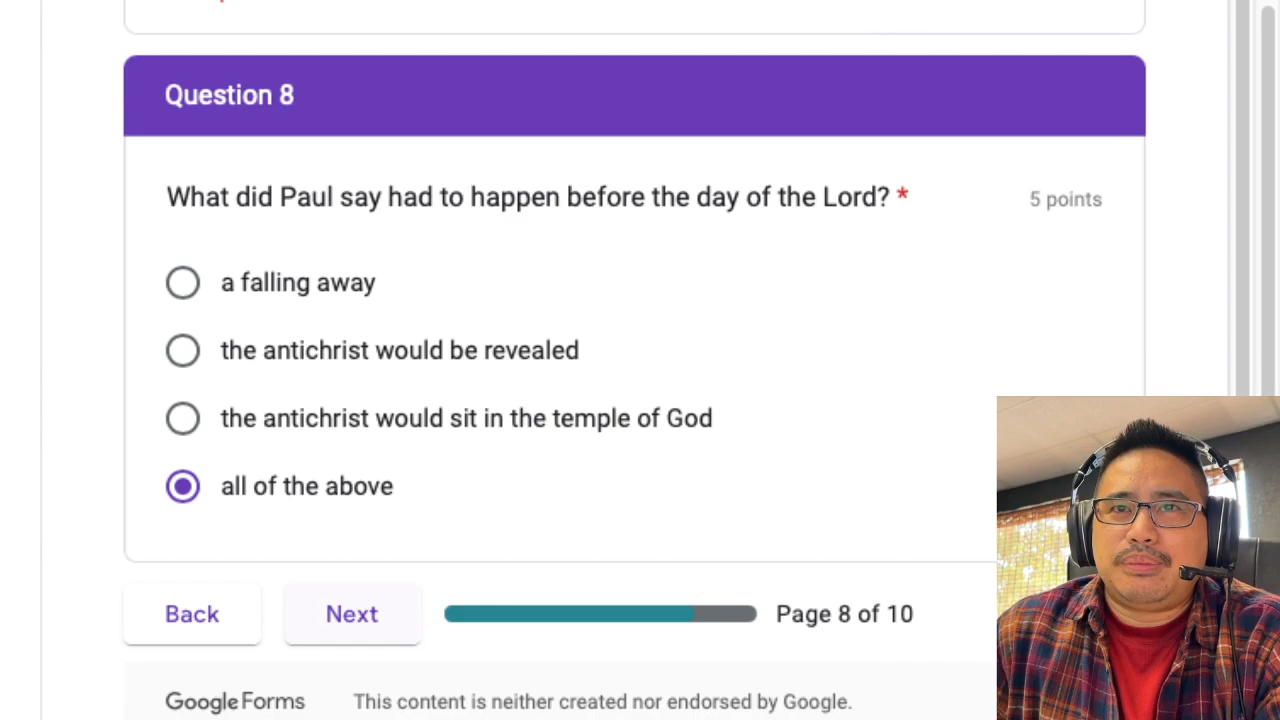 Question 8
What did Paul say had to happen before the day of the Lord? *
5 points
a falling away
the antichrist would be revealed
the antichrist would sit in the temple of God
all of the above
Back
Next
Page 8 of 10
Google Forms
This content is neither created nor endorsed by Google.